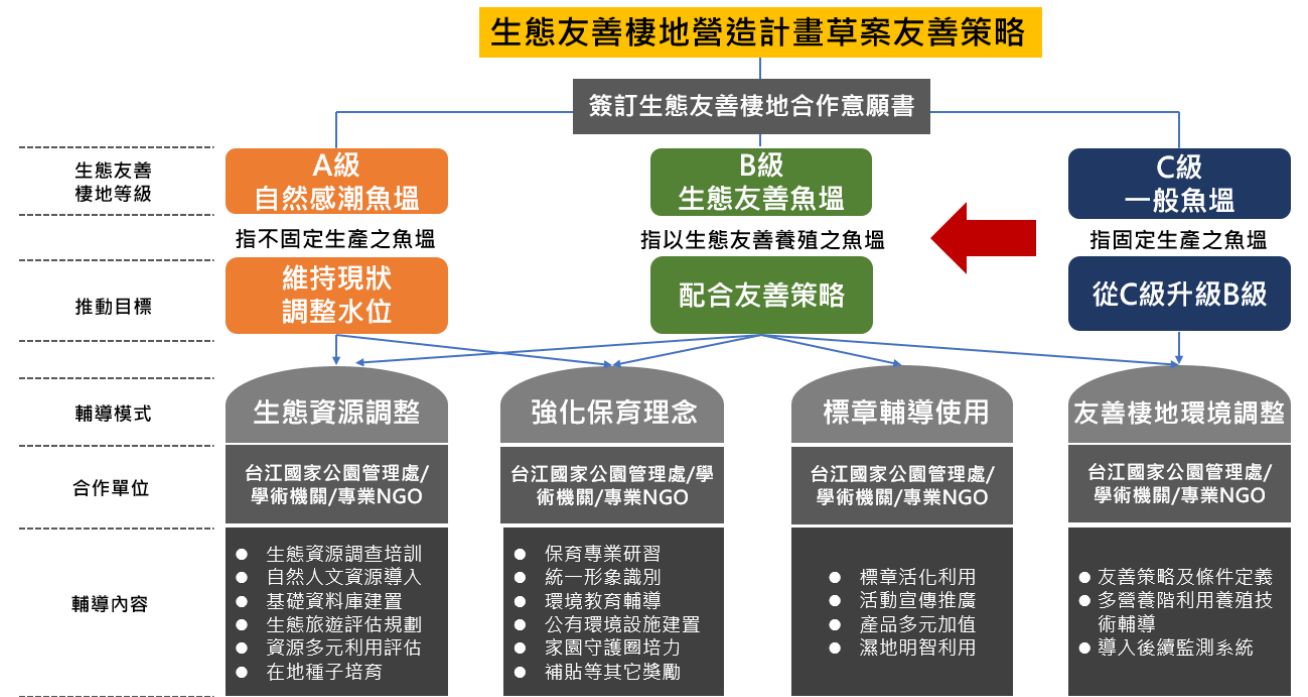 生態友善棲地營造計畫草案友善策略
簽訂生態友善棲地合作意願書
生態友善
棲地等級
A級
自然感潮魚塭
B級
生態友善魚塭
C級
一般魚塭
指不固定生產之魚塭
指以生態友善養殖之魚塭
指固定生產之魚塭
推動目標
維持現狀
調整水位
配合友善策略
從C級升級B級
輔導模式
生態資源調整
強化保育理念
標章輔導使用
友善棲地環境調整
合作單位
台江國家公園管理處/
學術機關/專業NGO
台江國家公園管理處/學
術機關/專業NGO
台江國家公園管理處/
學術機關/專業NGO
台江國家公園管理處/
學術機關/專業NGO
輔導內容
● 生態資源調查培訓
● 自然人文資源導入
● 基礎資料庫建置
● 生態旅遊評估規劃
● 資源多元利用評估
● 在地種子培育
● 保育專業研習
● 統一形象識別
● 環境教育輔導
● 公有環境設施建置
● 家園守護圈培力
● 補貼等其它獎勵
● 標章活化利用
● 活動宣傳推廣
● 產品多元加值
● 濕地明智利用
● 友善策略及條件定義
● 多營養階利用養殖技
術輔導
● 導入後續監測系統